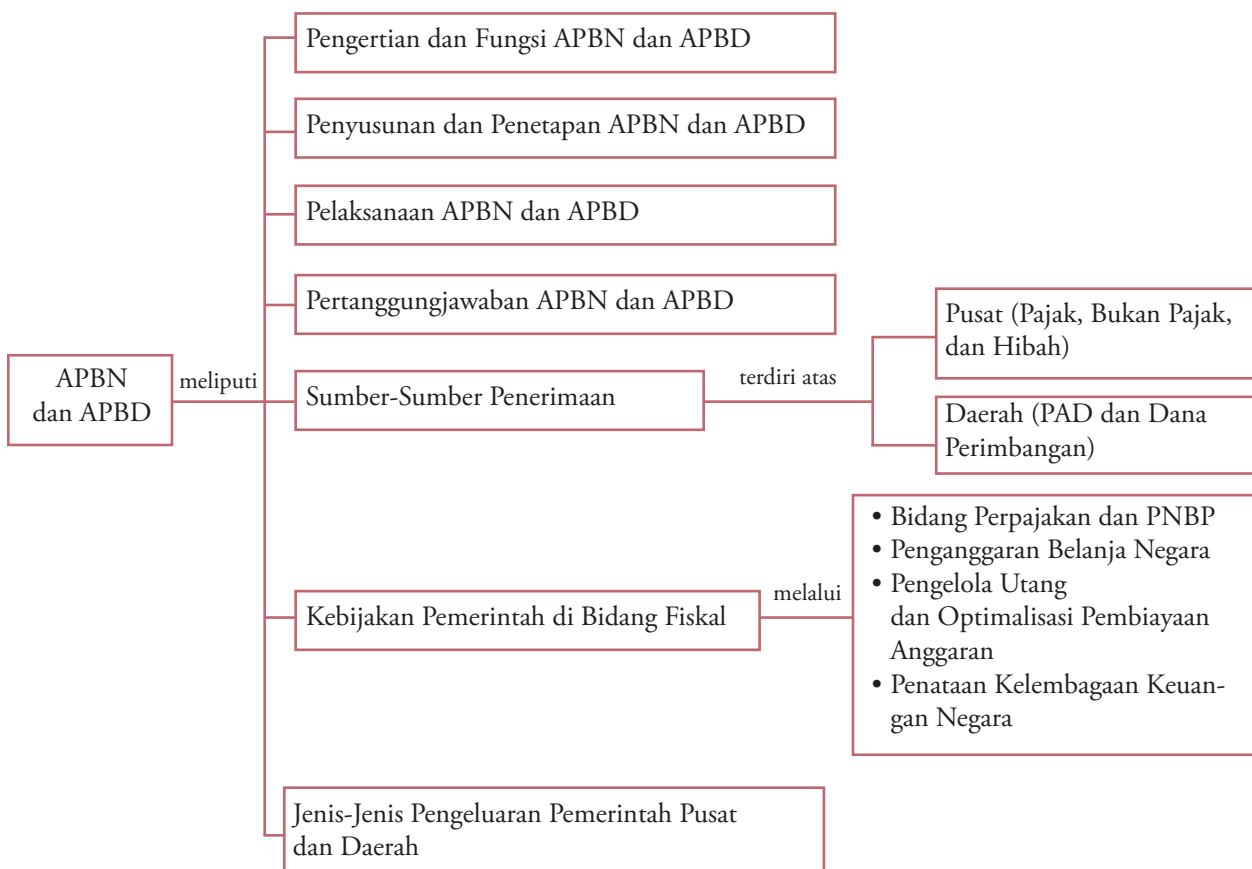 Pengertian dan Fungsi APBN dan APBD
Penyusunan dan Penetapan APBN dan APBD
Pelaksanaan APBN dan APBD
Pertanggungjawaban APBN dan APBD
APBN
dan APBD
meliputi
Sumber-Sumber Penerimaan
terdiri atas
Pusat (Pajak, Bukan Pajak,
dan Hibah)
Daerah (PAD dan Dana
Perimbangan)
Kebijakan Pemerintah di Bidang Fiskal
melalui
• Bidang Perpajakan dan PNBP
• Penganggaran Belanja Negara
• Pengelola Utang
dan Optimalisasi Pembiayaan
Anggaran
• Penataan Kelembagaan Keuan-
gan Negara
Jenis-Jenis Pengeluaran Pemerintah Pusat
dan Daerah